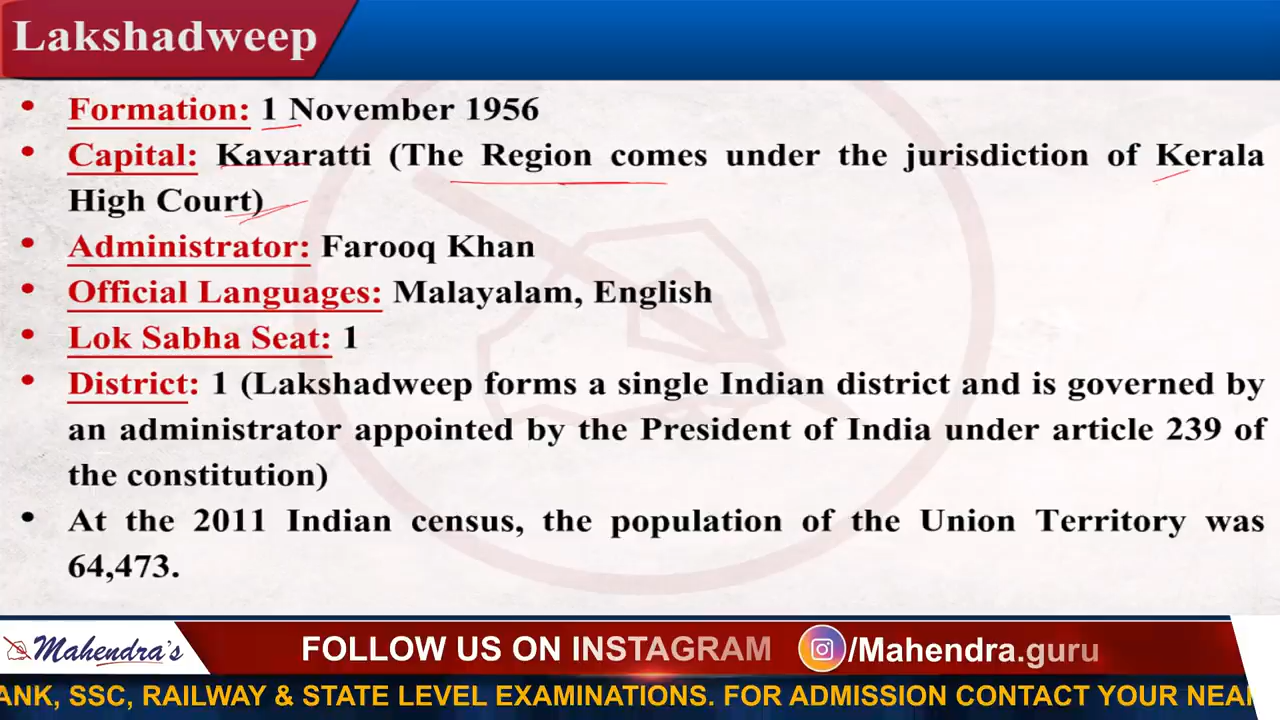 Lakshadweep
• Formation: 1 November 1956
• Capital: Kavaratti (The Region comes under the jurisdiction of Kerala
High Court)
• Administrator: Farooq Khan
• Official Languages: Malayalam, English
• Lok Sabha Seat: 1
• District: 1 (Lakshadweep forms a single Indian district and is governed by
an administrator appointed by the President of India under article 239 of
the constitution)
• At the 2011 Indian census, the population of the Union Territory was
64,473.
Mahendra's
FOLLOW US ON INSTAGRAM /Mahendra.guru
ANK, SSC, RAILWAY & STATE LEVEL EXAMINATIONS. FOR ADMISSION CONTACT YOUR NEA